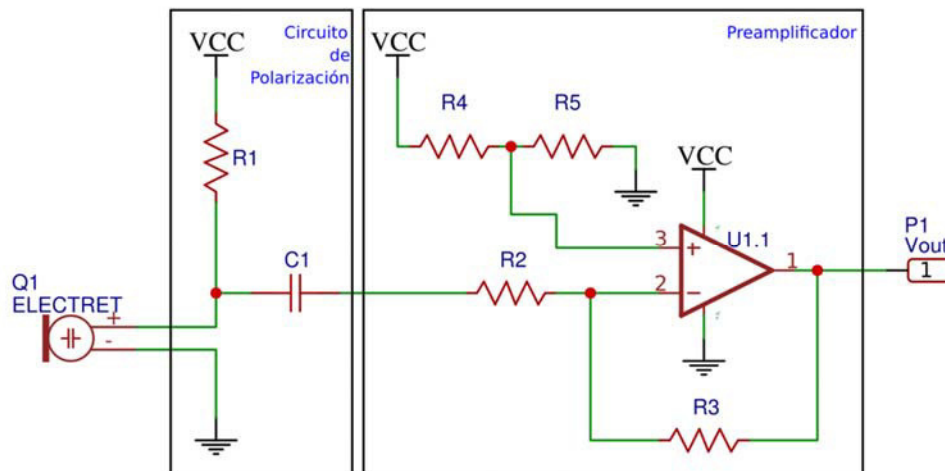 Circuito
de
Polarización
VCC
R1
C1
Q1
ELECTRET
+
-
Preamplificador
VCC
R4
R5
VCC
U1.1
3
+
2
-
1
R2
R3
P1
Vout
1